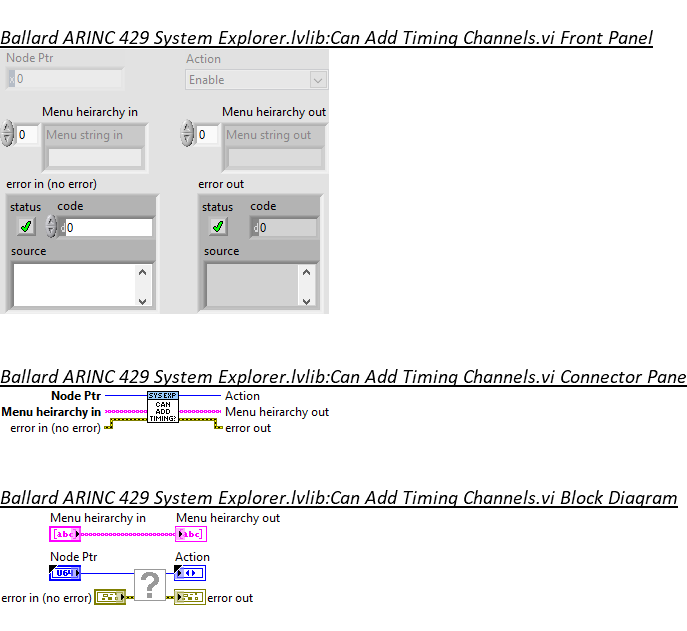 Ballard ARINC 429 System Explorer.lvlib:Can Add Timing Channels.vi Front Panel
Node Ptr
Action
x 0
Enable
Menu heirarchy in
Menu heirarchy out
0
Menu string in
0
Menu string out
error in (no error)
error out
status
code
status
code
d 0
d 0
source
source
Ballard ARINC 429 System Explorer.lvlib:Can Add Timing Channels.vi Connector Pane
Node Ptr
SYS EXP
Action
Menu heirarchy in
CAN
ADD
TIMING?
Menu heirarchy out
error in (no error)
error out
Ballard ARINC 429 System Explorer.lvlib:Can Add Timing Channels.vi Block Diagram
Menu heirarchy in
Menu heirarchy out
[abc]
[abc]
Node Ptr
Action
U64
?
error in (no error)
error out